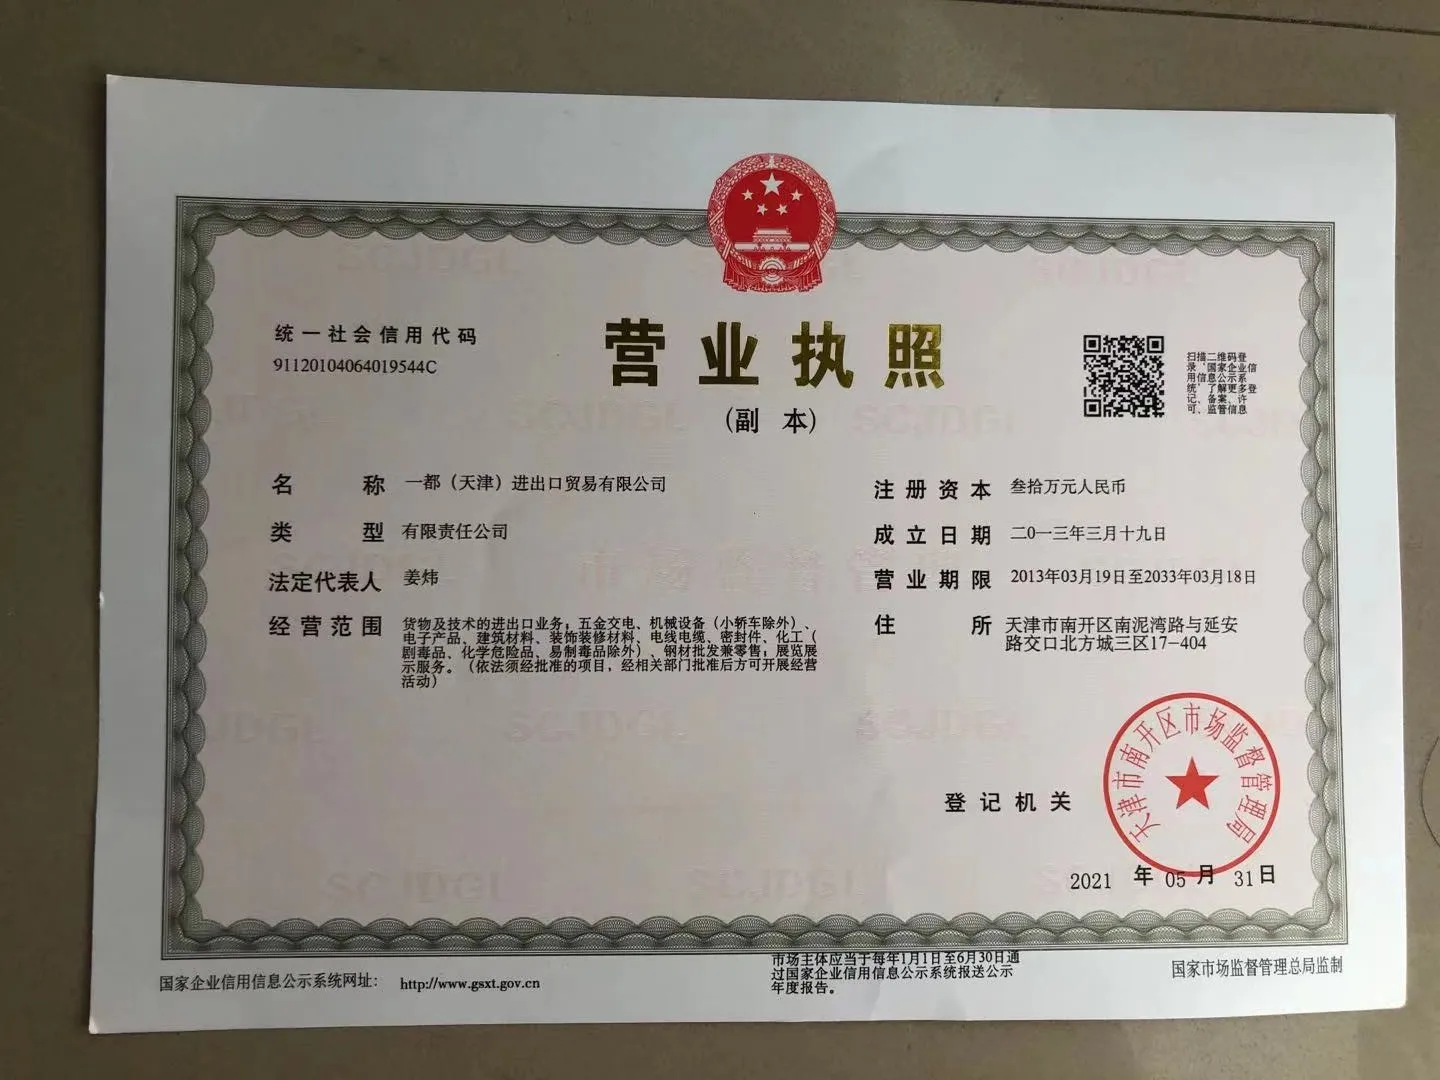 统一社会信用代码
91120104064019544C
营业执照
（副 本）
扫描二维码登
录‘国家企业信
用信息公示系
统’了解更多登
记、备案、许
可、监管信息
名 称 一都（天津）进出口贸易有限公司
类 型 有限责任公司
法定代表人 姜炜
经营范围 货物及技术的进出口业务；五金交电、机械设备（小轿车除外）、
电子产品、建筑材料、装饰装修材料、电线电缆、密封件、化工（
剧毒品、化学危险品、易制毒品除外）、钢材批发兼零售；展览展
示服务。（依法须经批准的项目，经相关部门批准后方可开展经营
活动）
注册资本 叁拾万元人民币
成立日期 二〇一三年三月十九日
营业期限 2013年03月19日至2033年03月18日
住 所 天津市南开区南泥湾路与延安
路交口北方城三区17-404
登记机关
天津市南开区市场监督管理局
2021 年 05 月 31 日
国家企业信用信息公示系统网址： http://www.gsxt.gov.cn
市场主体应当于每年1月1日至6月30日通
过国家企业信用信息公示系统报送公示
年度报告。
国家市场监督管理总局监制